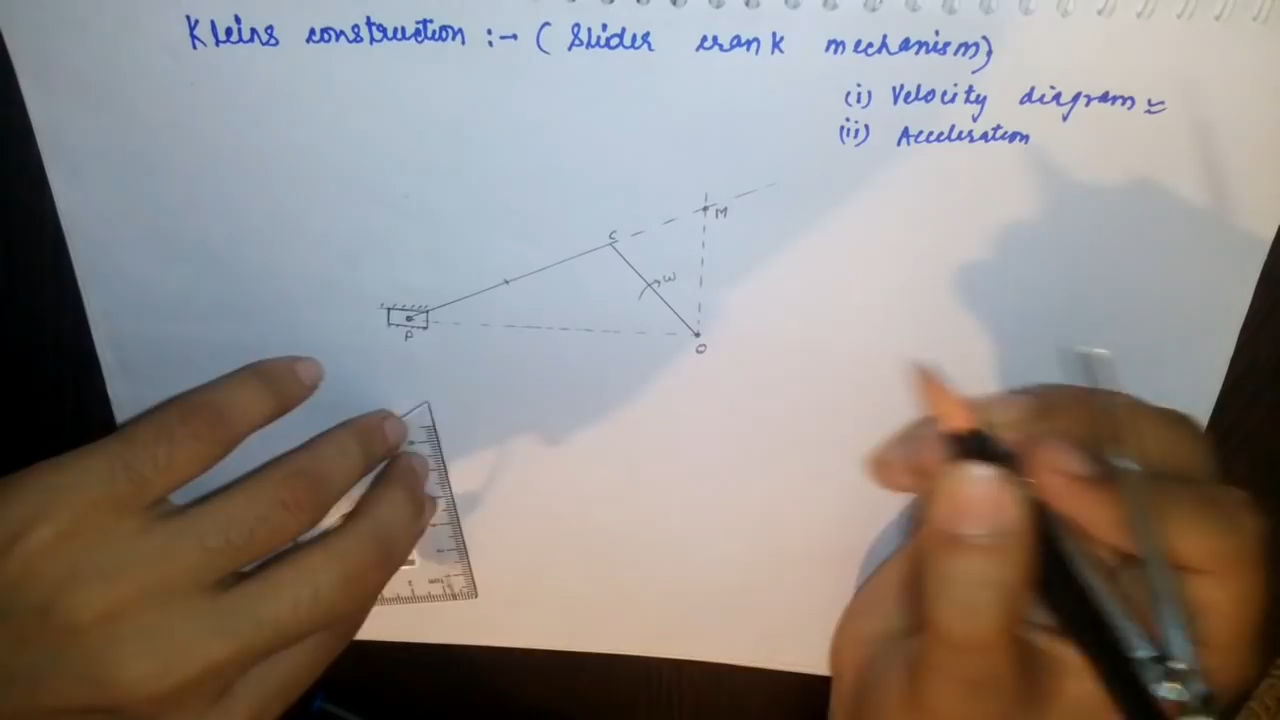 Kleins construction :→ (Slider crank mechanism)
(i) Velocity diagram
(ii) Acceleration
M
C
ω
P
O